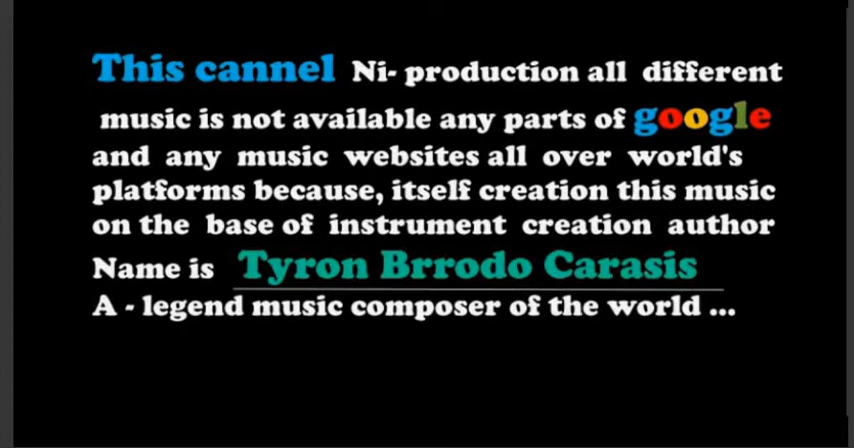 This cannel Ni- production all different
music is not available any parts of google
and any music websites all over world's
platforms because, itself creation this music
on the base of instrument creation author
Name is Tyron Brrodo Carasis
A - legend music composer of the world ...